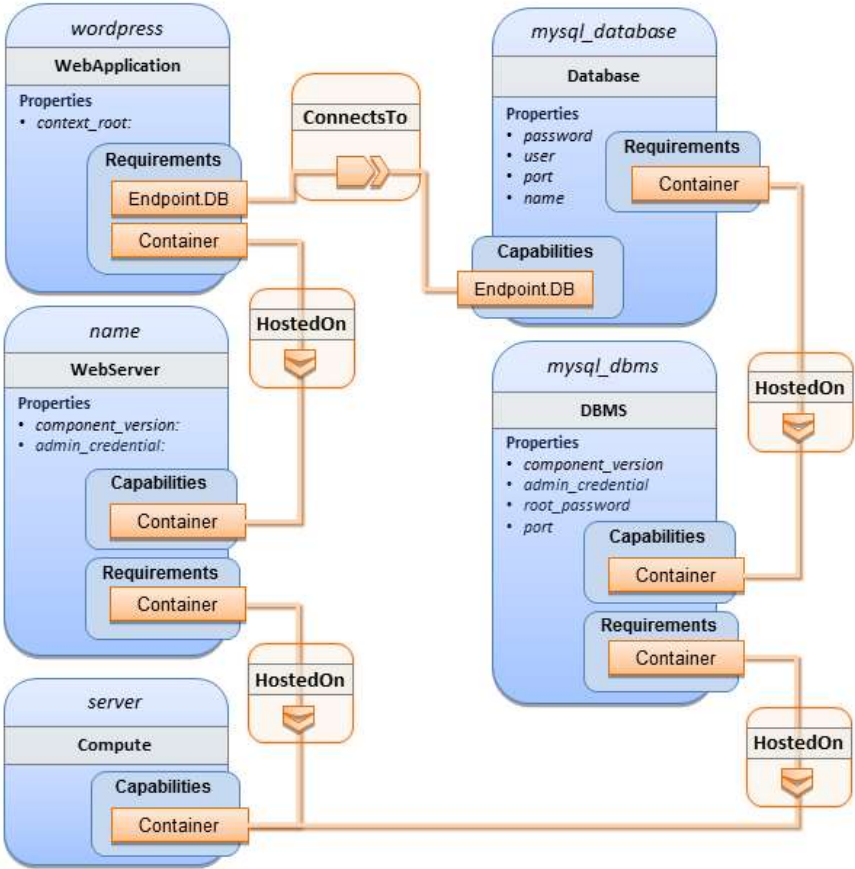 wordpress
WebApplication
Properties
• context_root:
Requirements
Endpoint.DB
Container
ConnectsTo
mysql_database
Database
Properties
• password
• user
• port
• name
Requirements
Container
Capabilities
Endpoint.DB
HostedOn
name
WebServer
Properties
• component_version:
• admin_credential:
Capabilities
Container
Requirements
Container
mysql_dbms
DBMS
Properties
• component_version
• admin_credential
• root_password
• port
Capabilities
Container
Requirements
Container
HostedOn
HostedOn
server
Compute
Capabilities
Container
HostedOn